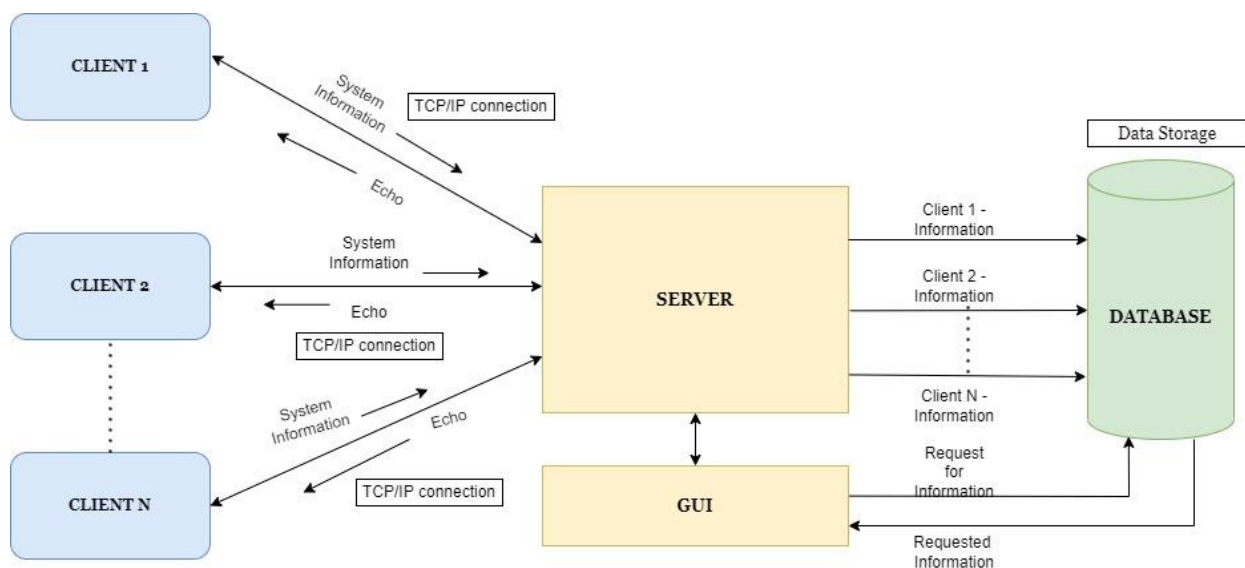 CLIENT 1
System
Information
TCP/IP connection
Echo
Data Storage
CLIENT 2
System
Information
Echo
TCP/IP connection
SERVER
Client 1 -
Information
Client 2 -
Information
Client N -
Information
DATABASE
CLIENT N
System
Information
Echo
TCP/IP connection
GUI
Request
for
Information
Requested
Information